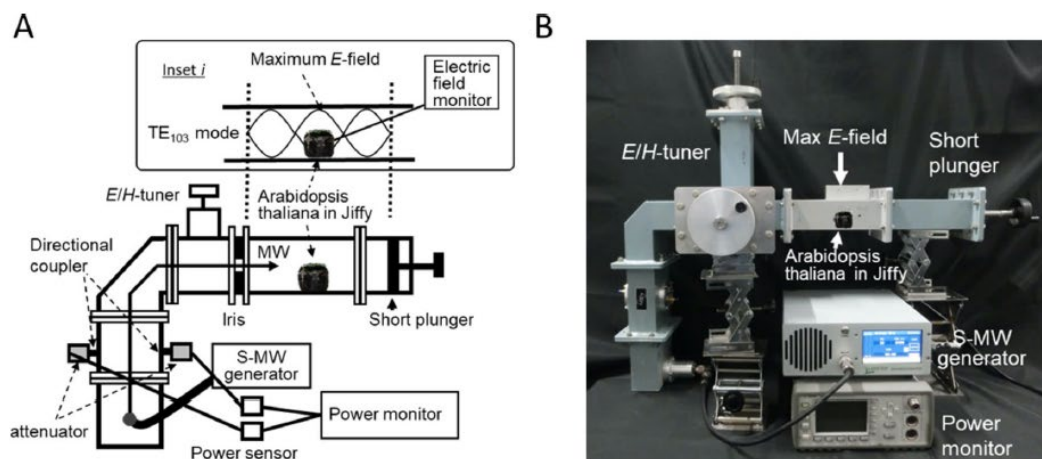 A
Inset i
Maximum E-field
Electric
field
monitor
TE₁₀₃ mode
E/H-tuner
Arabidopsis
thaliana in Jiffy
Directional
coupler
MW
Iris
Short plunger
S-MW
generator
Power monitor
attenuator
Power sensor
B
E/H-tuner
Max E-field
Short
plunger
Arabidopsis
thaliana in Jiffy
S-MW
generator
Power
monitor